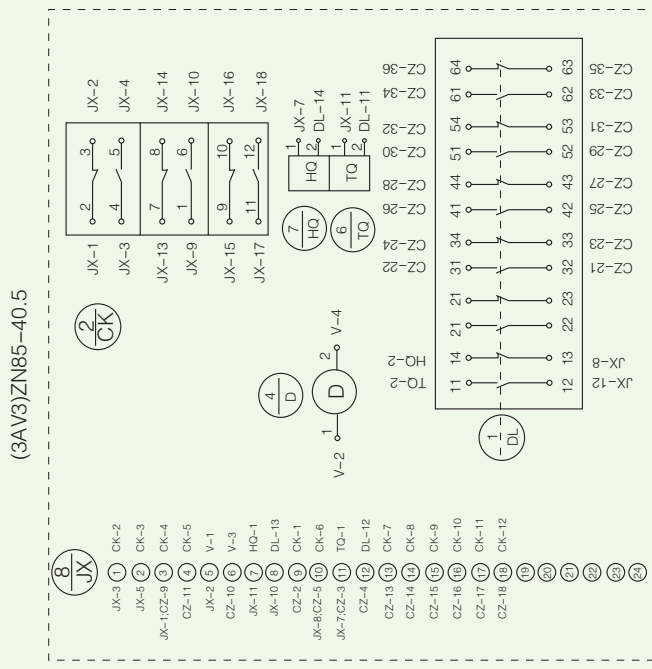 (3AV3)ZN85-40.5
2
CK
JX-1
2
3
JX-2
JX-3
4
5
JX-4
JX-13
7
8
JX-14
JX-9
1
6
JX-10
JX-15
9
10
JX-16
JX-17
11
12
JX-18
7
HQ
6
TQ
HQ
TQ
1
JX-7
2
DL-14
1
JX-11
2
DL-11
4
D
V-2
1
D
2
V-4
1
DL
TQ-2
11
12
JX-12
HQ-2
14
13
JX-8
21
22
21
23
CZ-22
31
32
CZ-21
CZ-24
34
33
CZ-23
CZ-26
41
42
CZ-25
CZ-28
44
43
CZ-27
CZ-30
51
52
CZ-29
CZ-32
54
53
CZ-31
CZ-34
61
62
CZ-33
CZ-36
64
63
CZ-35
8
JX
JX-3 1 CK-2
JX-5 2 CK-3
JX-1;CZ-9 3 CK-4
CZ-11 4 CK-5
JX-2 5 V-1
CZ-10 6 V-3
JX-11 7 HQ-1
JX-10 8 DL-13
CZ-2 9 CK-1
JX-8;CZ-5 10 CK-6
JX-7;CZ-3 11 TQ-1
CZ-4 12 DL-12
CZ-13 13 CK-7
CZ-14 14 CK-8
CZ-15 15 CK-9
CZ-16 16 CK-10
CZ-17 17 CK-11
CZ-18 18 CK-12
19
20
21
22
23
24